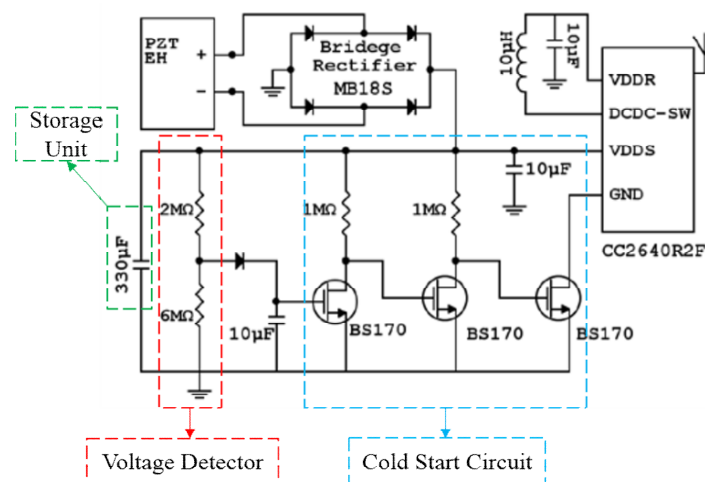 PZT
EH
+
−
Bridege
Rectifier
MB18S
10μH
10μF
VDDR
DCDC-SW
VDDS
GND
CC2640R2F
Storage
Unit
330μF
2MΩ
6MΩ
10μF
1MΩ
1MΩ
10μF
BS170
BS170
BS170
Voltage Detector
Cold Start Circuit